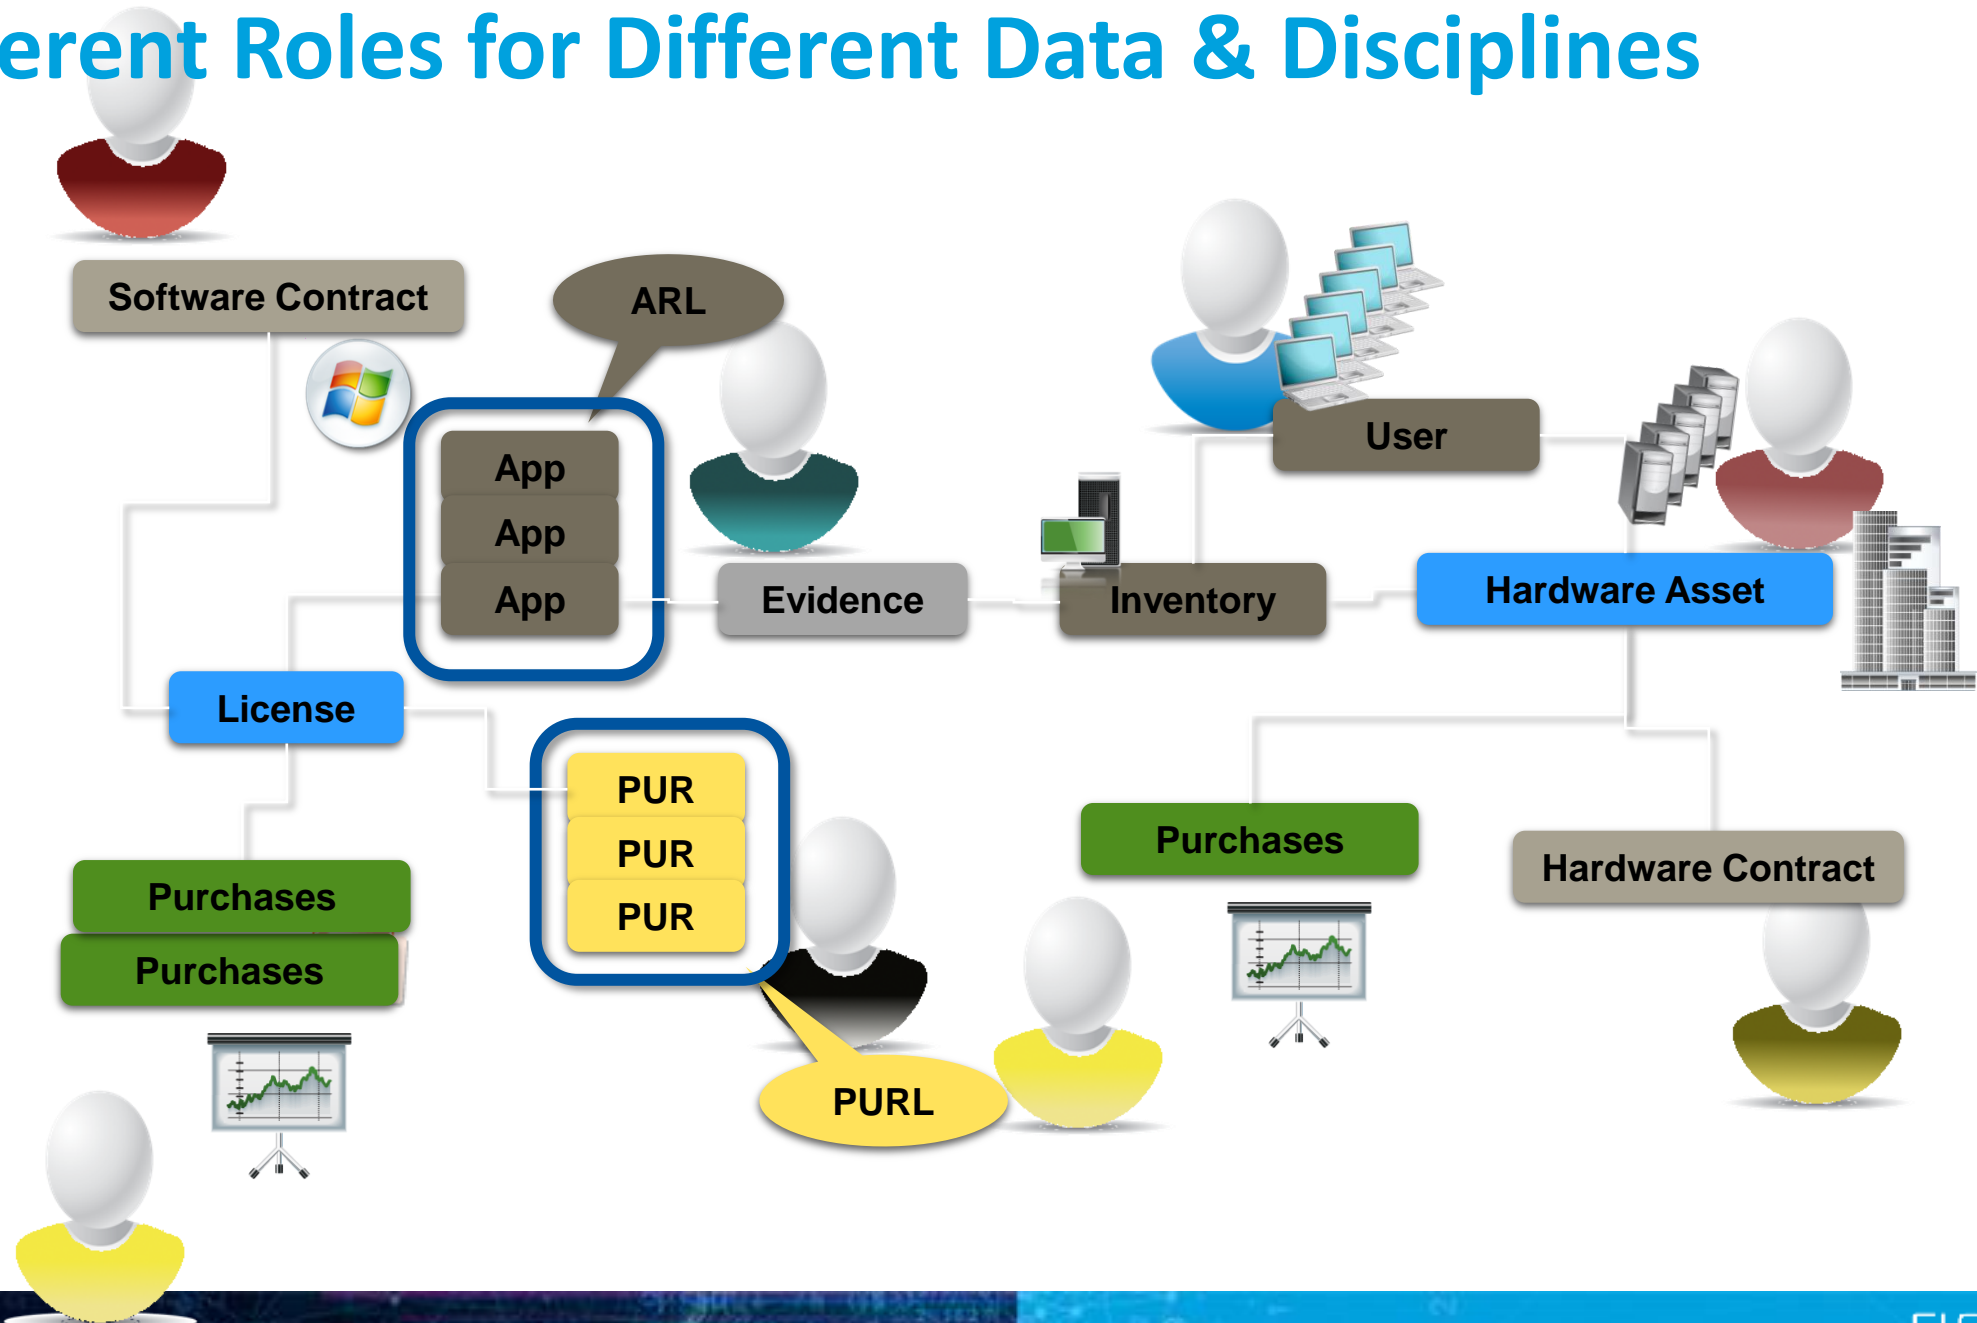 erent Roles for Different Data & Disciplines
Software Contract
ARL
App
App
App
User
Evidence
Inventory
Hardware Asset
License
PUR
PUR
PUR
Purchases
Hardware Contract
Purchases
Purchases
PURL